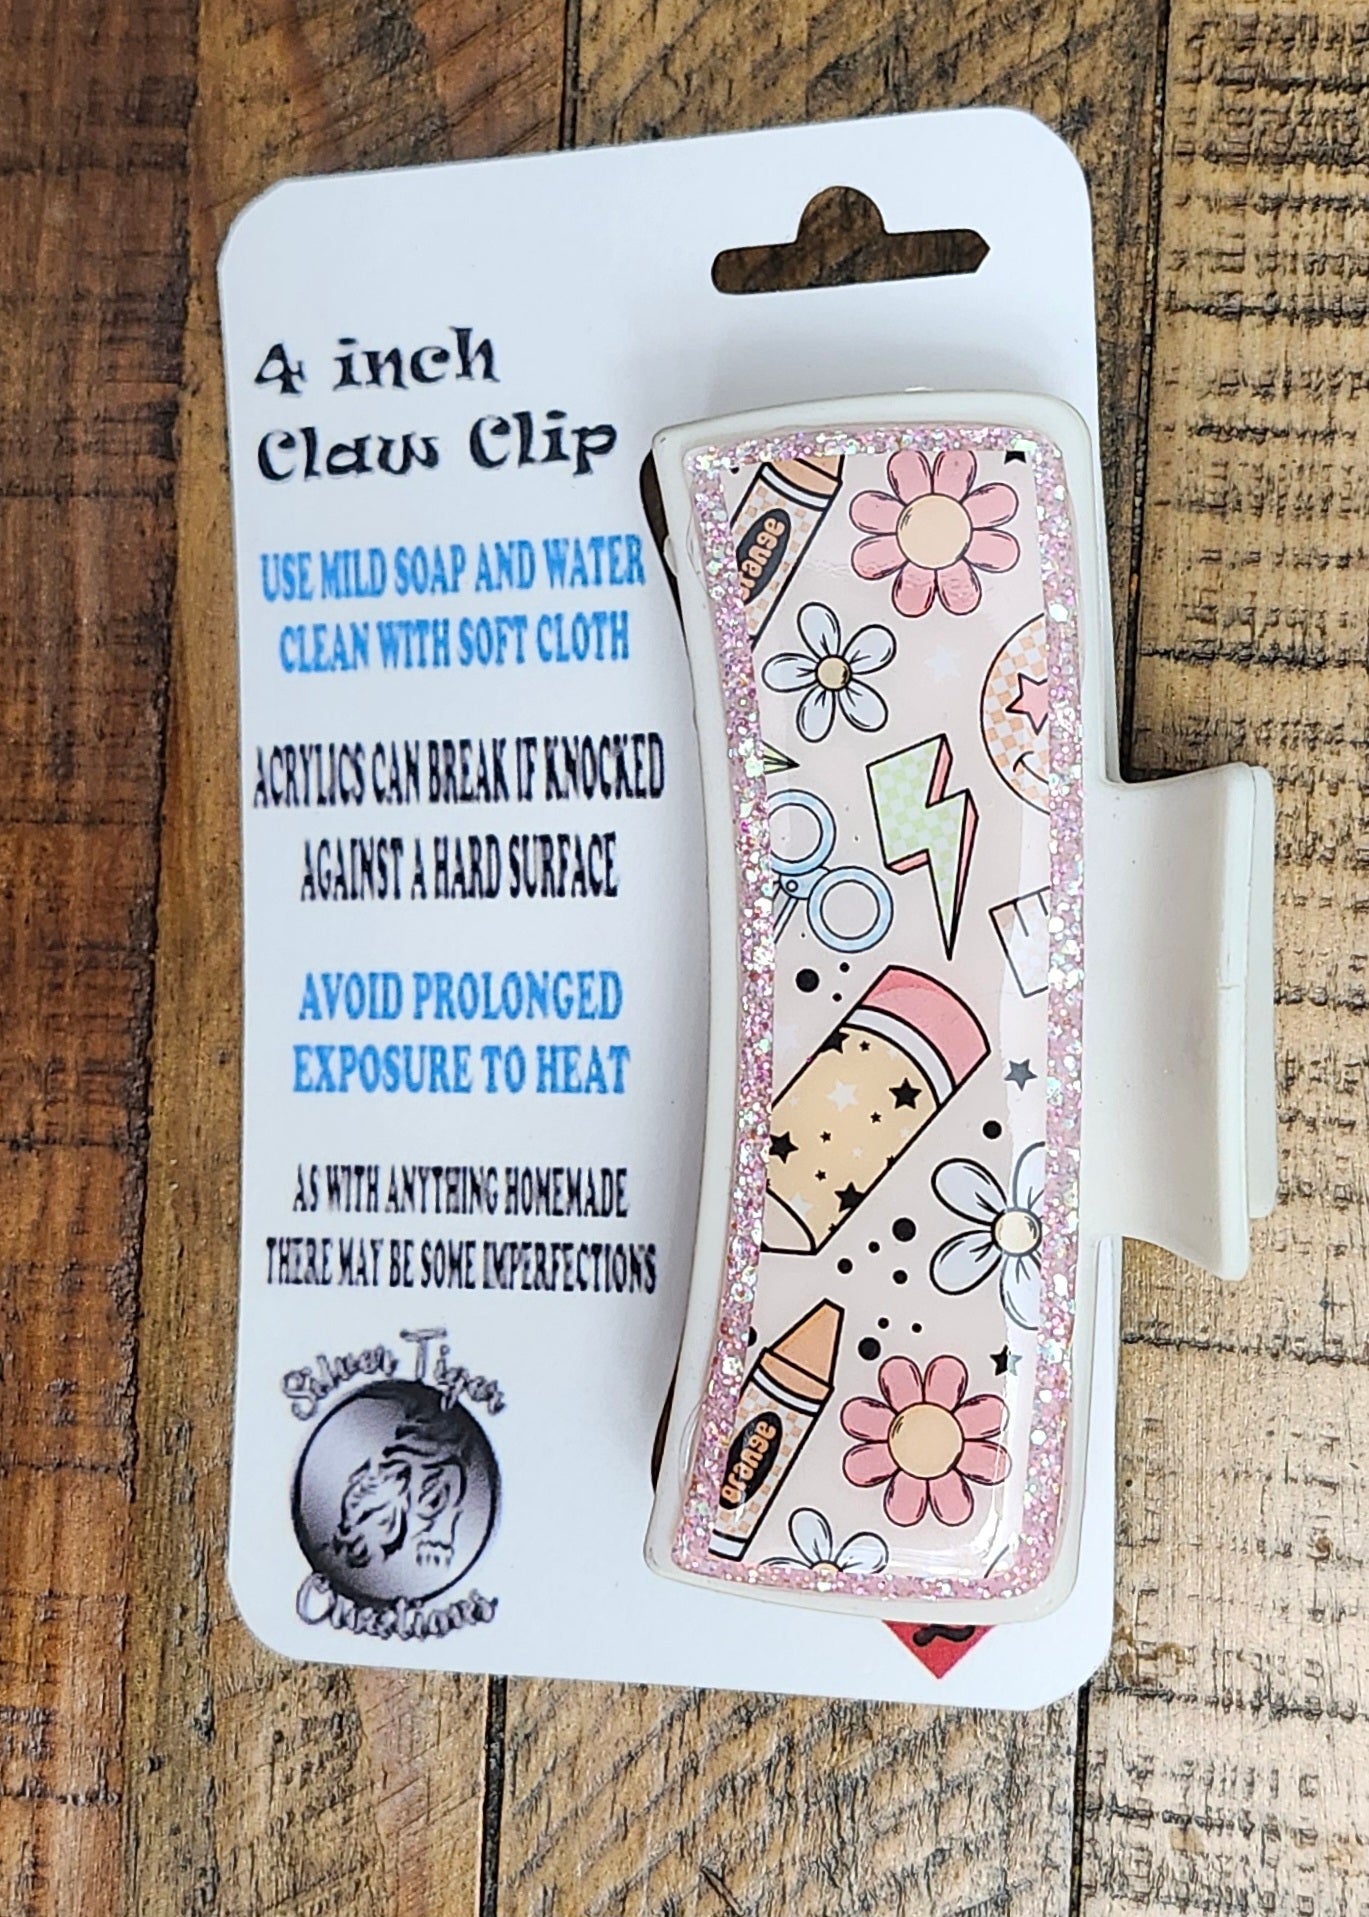 4 inch
Claw Clip
USE MILD SOAP AND WATER
CLEAN WITH SOFT CLOTH
ACRYLICS CAN BREAK IF KNOCKED
AGAINST A HARD SURFACE
AVOID PROLONGED
EXPOSURE TO HEAT
AS WITH ANYTHING HOMEMADE
THERE MAY BE SOME IMPERFECTIONS
Silver Tiger
Creations
orange
orange